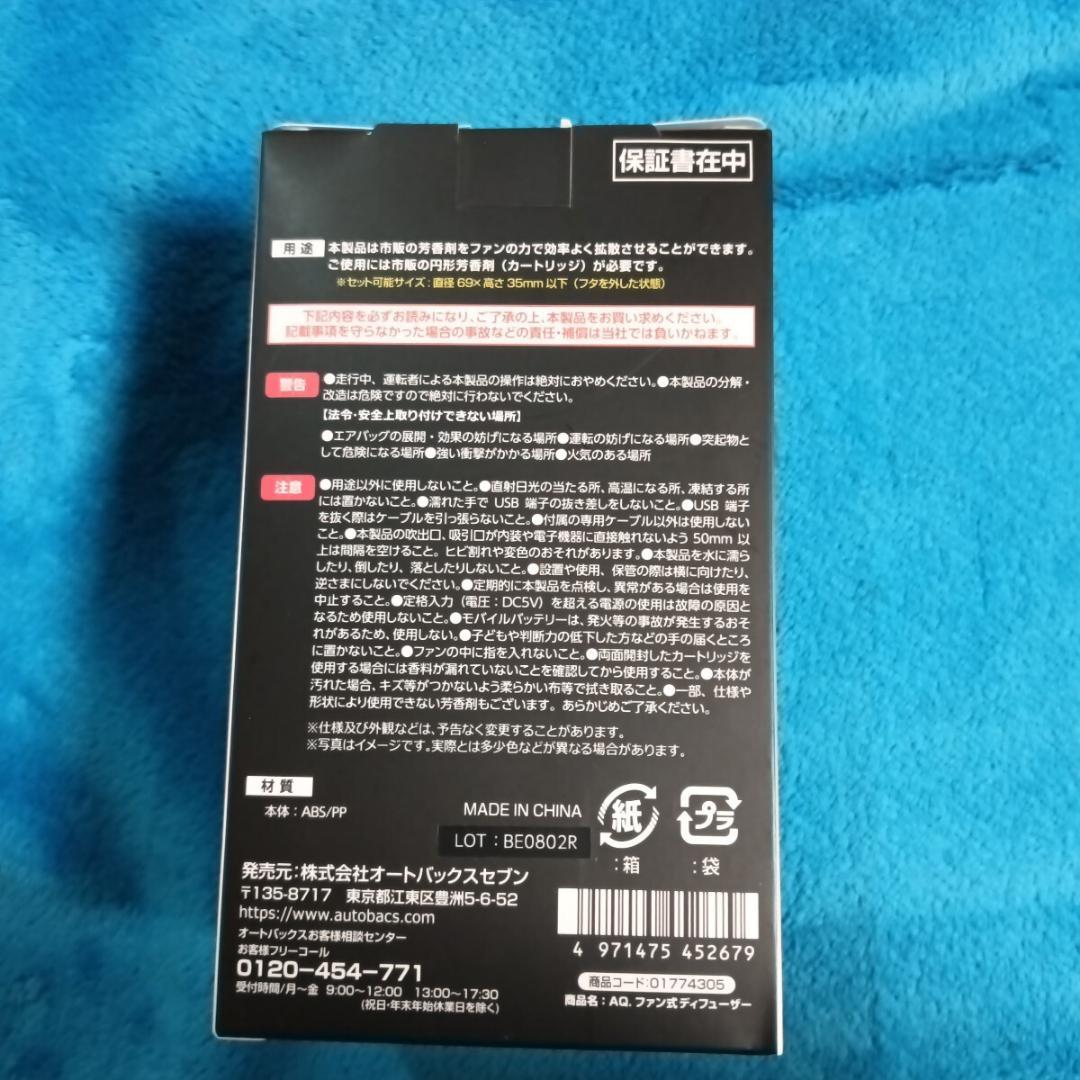 保証書在中
用途 本製品は市販の芳香剤をファンの力で効率よく拡散させることができます。
ご使用には市販の円形芳香剤（カートリッジ）が必要です。
※セット可能サイズ：直径69×高さ35mm以下（フタを外した状態）
下記内容を必ずお読みになり、ご了承の上、本製品をお買い求めください。
記載事項を守らなかった場合の事故などの責任・補償は当社では負いかねます。
警告 ●走行中、運転者による本製品の操作は絶対におやめください。●本製品の分解・
改造は危険ですので絶対に行わないでください。
【法令・安全上取り付けできない場所】
●エアバッグの展開・効果の妨げになる場所●運転の妨げになる場所●突起物と
して危険になる場所●強い衝撃がかかる場所●火気のある場所
注意 ●用途以外に使用しないこと。●直射日光の当たる所、高温になる所、凍結する所
には置かないこと。●濡れた手で USB 端子の抜き差しをしないこと。●USB 端子
を抜く際はケーブルを引っ張らないこと。●付属の専用ケーブル以外は使用しない
こと。●本製品の吹出口、吸引口が内装や電子機器に直接触れないよう 50mm 以
上は間隔を空けること。ヒビ割れや変色のおそれがあります。●本製品を水に濡ら
したり、倒したり、落としたりしないこと。●設置や使用、保管の際は横に向けたり、
逆さまにしないでください。●定期的に本製品を点検し、異常がある場合は使用を
中止すること。●定格入力（電圧：DC5V）を超える電源の使用は故障の原因と
なるため使用しないこと。●モバイルバッテリーは、発火等の事故が発生するおそ
れがあるため、使用しない。●子どもや判断力の低下した方などの手の届くところ
に置かないこと。●ファンの中に指を入れないこと。●両面開封したカートリッジを
使用する場合には香料が漏れていないことを確認してから使用すること。●本体が
汚れた場合、キズ等がつかないよう柔らかい布等で拭き取ること。●一部、仕様や
形状により使用できない芳香剤もございます。あらかじめご了承ください。
※仕様及び外観などは、予告なく変更することがあります。
※写真はイメージです。実際とは多少色などが異なる場合があります。
材質
本体：ABS/PP
MADE IN CHINA
LOT：BE0802R
紙 プラ
：箱 ：袋
発売元：株式会社オートバックスセブン
〒135-8717 東京都江東区豊洲5-6-52
https://www.autobacs.com
オートバックスお客様相談センター
お客様フリーコール
0120-454-771
受付時間/月～金 9:00～12:00 13:00～17:30
（祝日・年末年始休業日を除く）
4 971475 452679
商品コード：01774305
商品名：AQ. ファン式ディフューザー